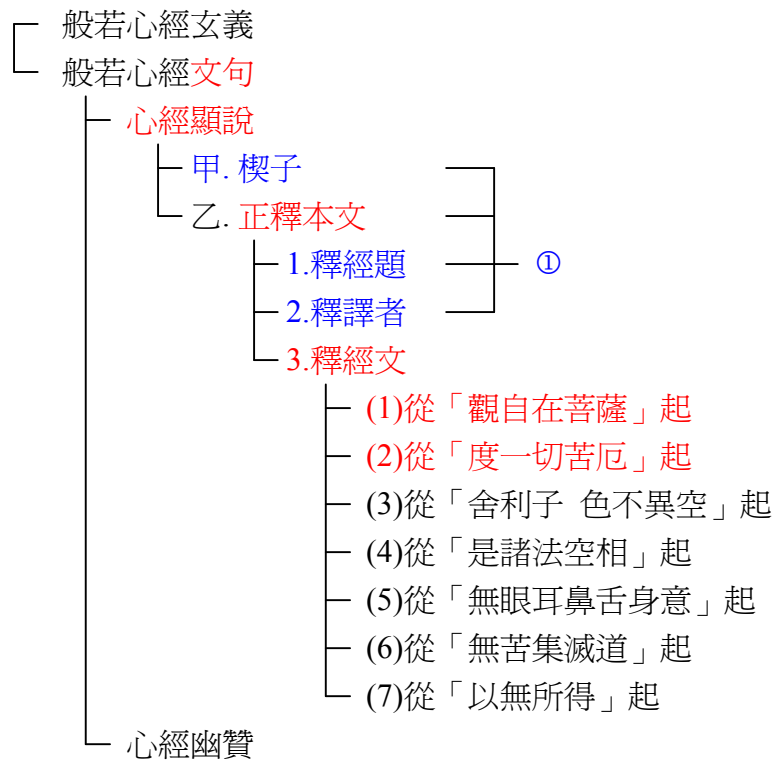 般若心經玄義
般若心經文句
心經顯說
甲. 楔子
乙. 正釋本文
1.釋經題 ①
2.釋譯者
3.釋經文
(1)從「觀自在菩薩」起
(2)從「度一切苦厄」起
(3)從「舍利子 色不異空」起
(4)從「是諸法空相」起
(5)從「無眼耳鼻舌身意」起
(6)從「無苦集滅道」起
(7)從「以無所得」起
心經幽贊